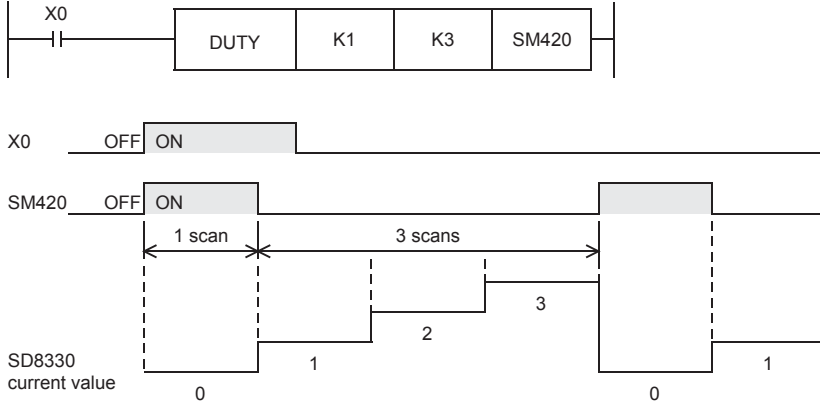 X0
DUTY K1 K3 SM420
X0 OFF ON
SM420 OFF ON
1 scan 3 scans
3
2
1 1
SD8330
current value
0 0